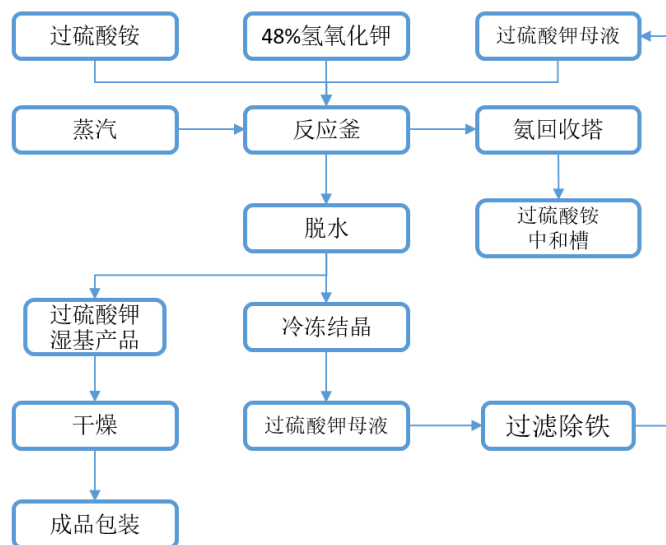 过硫酸铵
48%氢氧化钾
过硫酸钾母液
蒸汽
反应釜
氨回收塔
脱水
过硫酸铵
中和槽
过硫酸钾
湿基产品
冷冻结晶
干燥
过硫酸钾母液
过滤除铁
成品包装